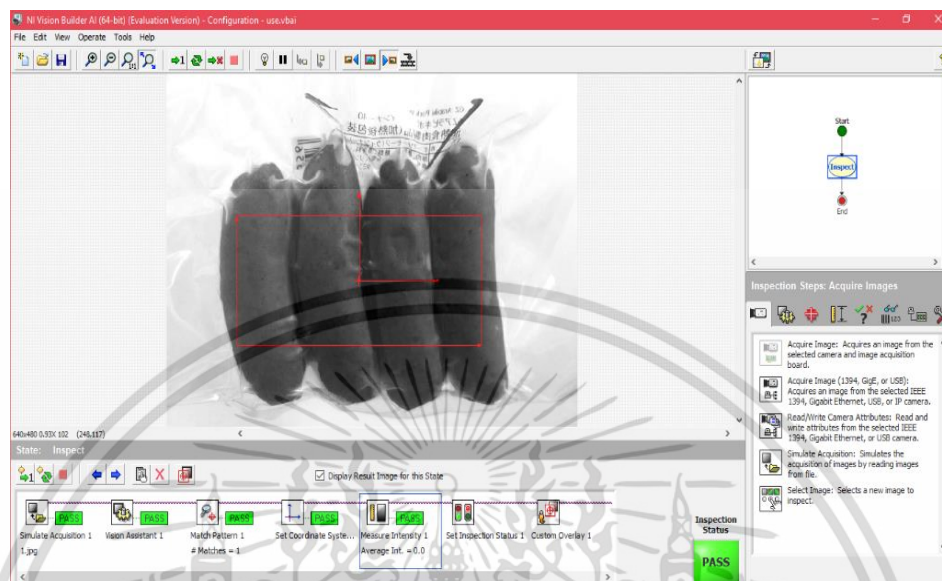 NI Vision Builder AI (64-bit) (Evaluation Version) - Configuration - use.vbai
File Edit View Operate Tools Help
Start
Inspect
End
Inspection Steps: Acquire Images
Acquire Image: Acquires an image from the
selected camera and image acquisition
board.
Acquire Image (1394, GigE, or USB):
Acquires an image from the selected IEEE
1394, Gigabit Ethernet, USB, or IP camera.
Read/Write Camera Attributes: Read and
write attributes from the selected IEEE
1394, Gigabit Ethernet, or USB camera.
Simulate Acquisition: Simulates the
acquisition of images by reading images
from file.
Select Image: Selects a new image to
inspect.
640x480 0.93X 102 (248,117)
State: Inspect
Display Result Image for this State
PASS PASS PASS PASS PASS
Simulate Acquisition 1 Vision Assistant 1 Match Pattern 1 Set Coordinate Syste... Measure Intensity 1 Set Inspection Status 1 Custom Overlay 1
1.jpg # Matches = 1 Average Int. = 0.0
Inspection
Status
PASS